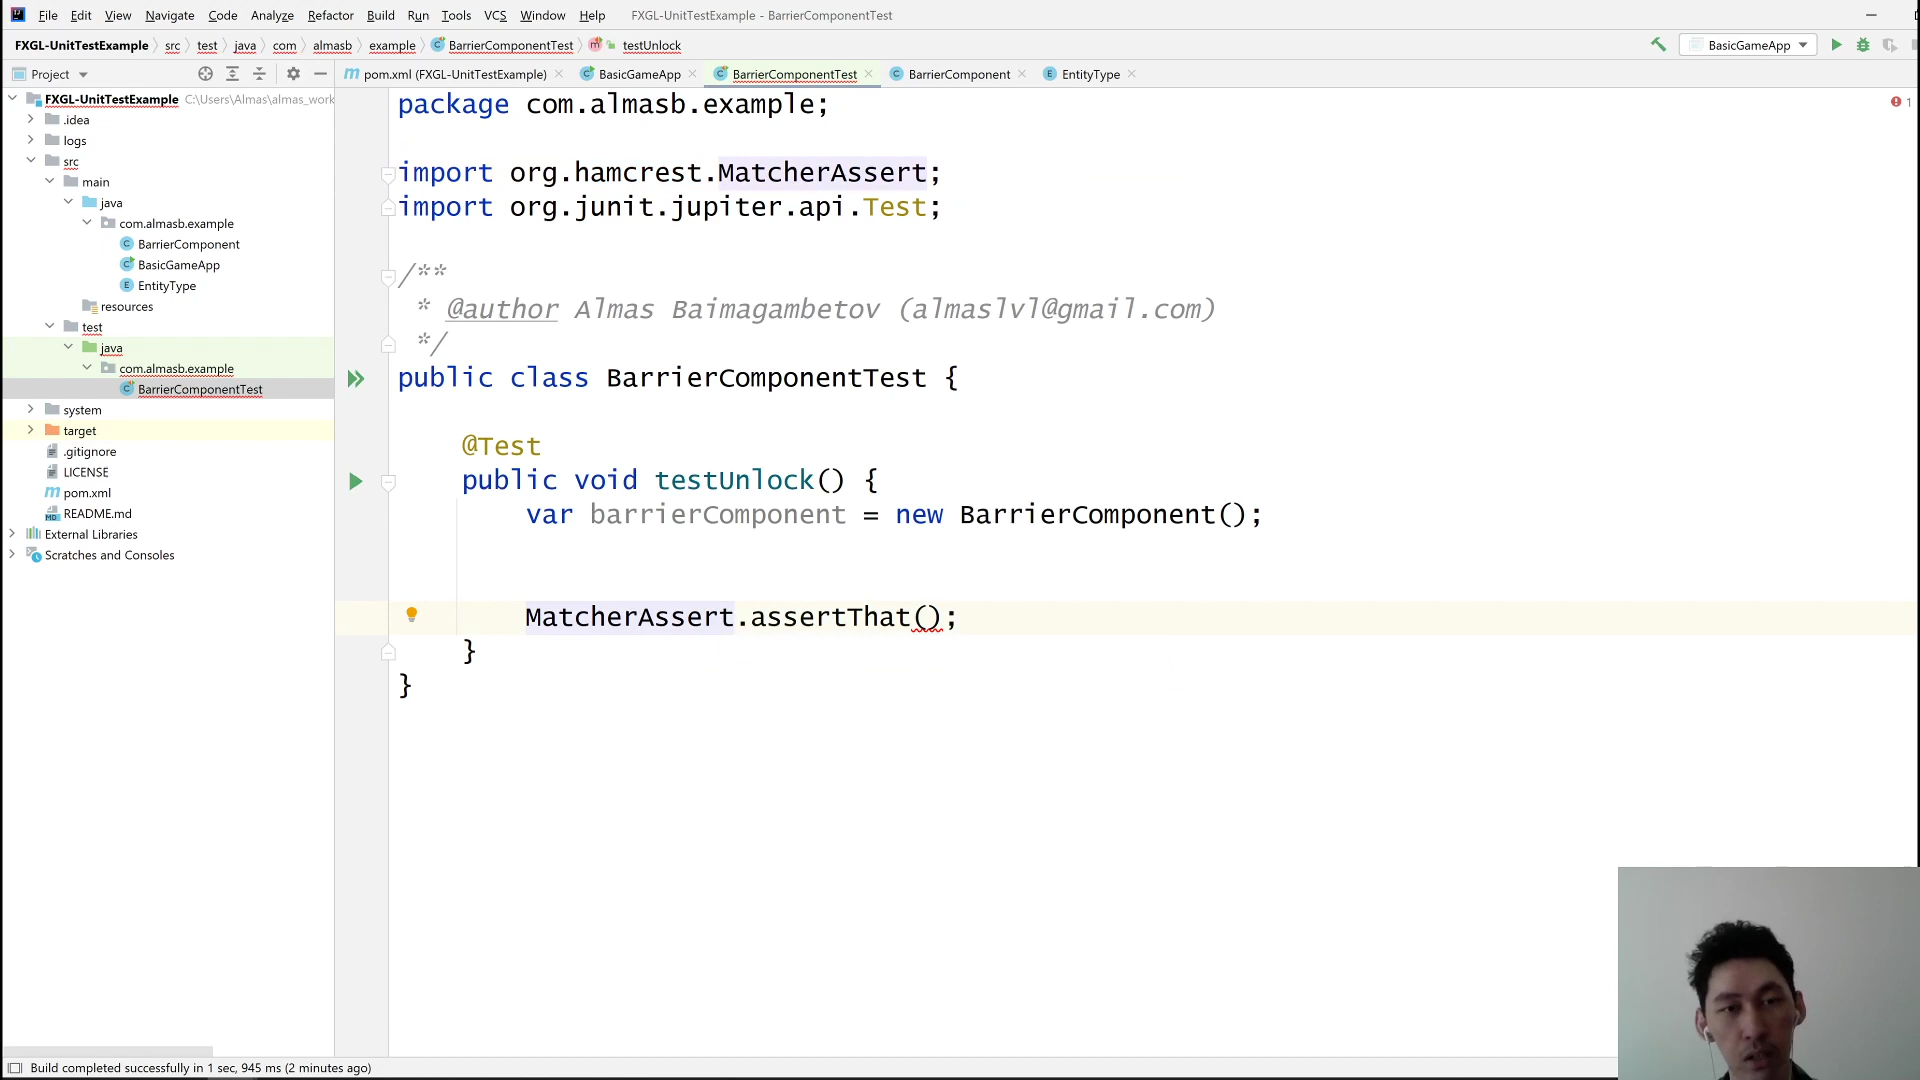 File Edit View Navigate Code Analyze Refactor Build Run Tools VCS Window Help FXGL-UnitTestExample - BarrierComponentTest
FXGL-UnitTestExample src test java com almasb example BarrierComponentTest testUnlock BasicGameApp
Project pom.xml (FXGL-UnitTestExample) BasicGameApp BarrierComponentTest BarrierComponent EntityType
FXGL-UnitTestExample C:\Users\Almas\almas_work
.idea
logs
src
main
java
com.almasb.example
BarrierComponent
BasicGameApp
EntityType
resources
test
java
com.almasb.example
BarrierComponentTest
system
target
.gitignore
LICENSE
pom.xml
README.md
External Libraries
Scratches and Consoles
package com.almasb.example;
1
import org.hamcrest.MatcherAssert;
import org.junit.jupiter.api.Test;
/**
* @author Almas Baimagambetov (almaslvl@gmail.com)
*/
public class BarrierComponentTest {
@Test
public void testUnlock() {
var barrierComponent = new BarrierComponent();
MatcherAssert.assertThat();
}
}
Build completed successfully in 1 sec, 945 ms (2 minutes ago)